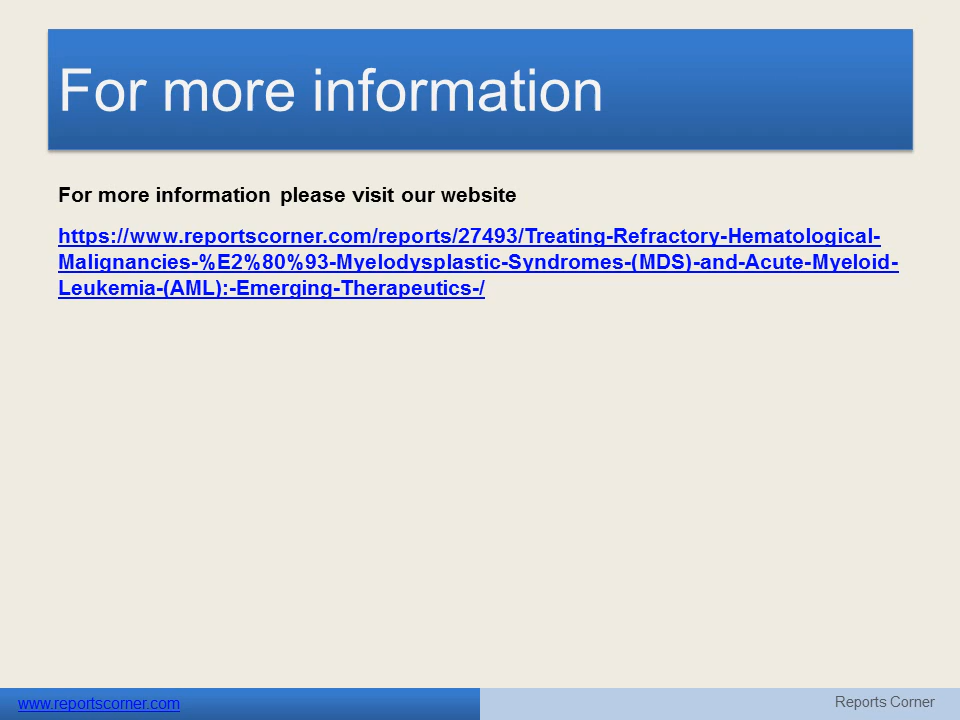 For more information
For more information please visit our website
https://www.reportscorner.com/reports/27493/Treating-Refractory-Hematological-
Malignancies-%E2%80%93-Myelodysplastic-Syndromes-(MDS)-and-Acute-Myeloid-
Leukemia-(AML):-Emerging-Therapeutics-/
www.reportscorner.com
Reports Corner